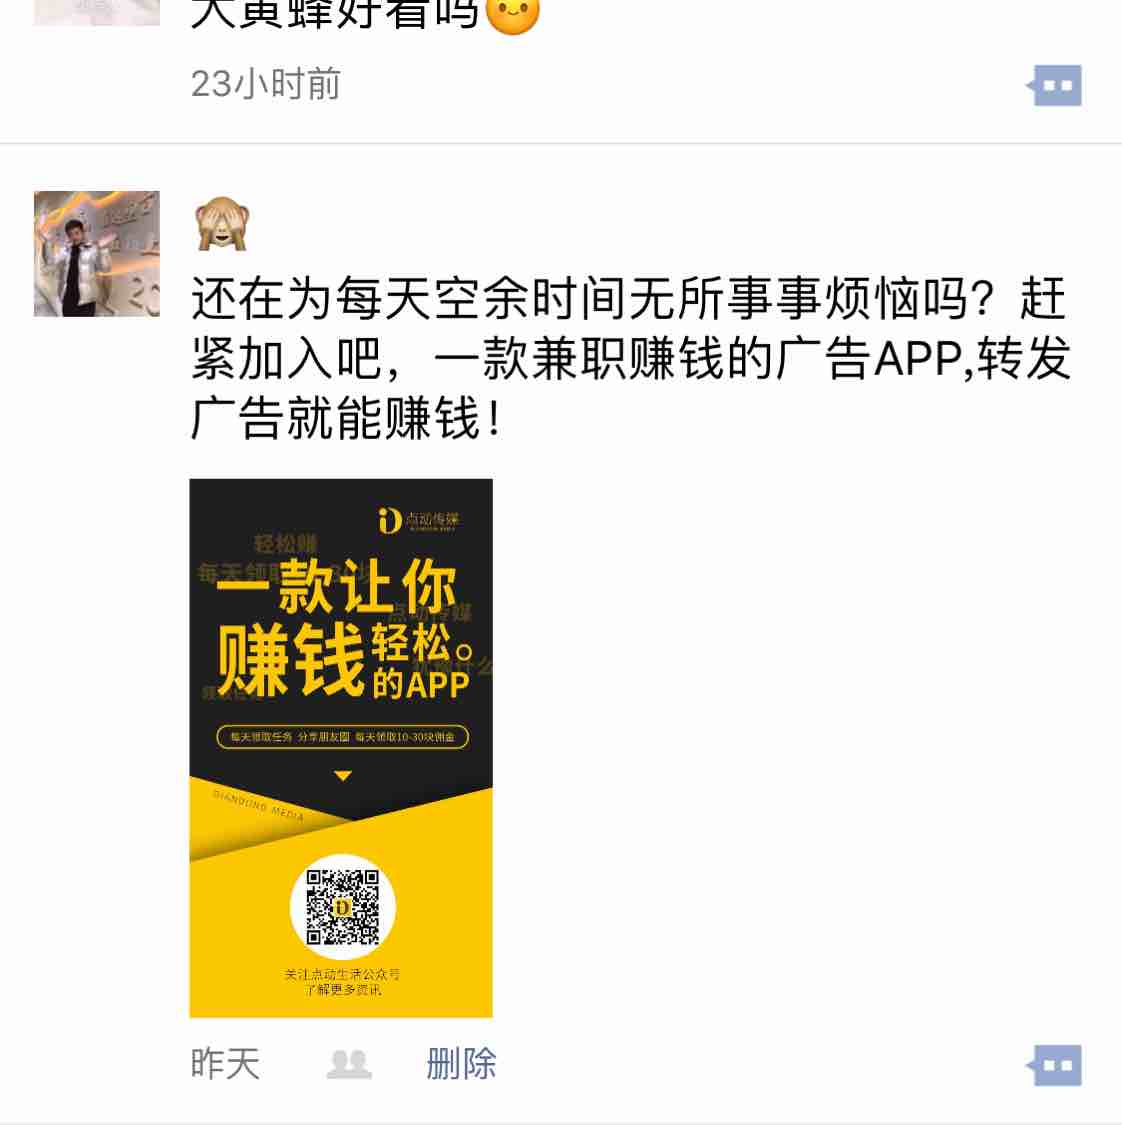 大黄蜂好看吗
23小时前
还在为每天空余时间无所事事烦恼吗？赶
紧加入吧，一款兼职赚钱的广告APP,转发
广告就能赚钱！
点动传媒
轻松赚
每天领取
一款让你
点动传媒
赚钱轻松。
的APP
每天领取任务 分享朋友圈 每天领取10-30块佣金
DIANDONG MEDIA
关注点动生活公众号
了解更多资讯
昨天
删除